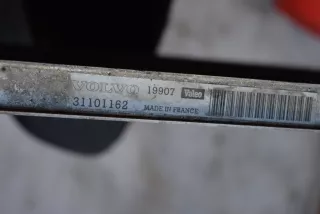 VOLVO 19907 Valeo
31101162 MADE IN FRANCE